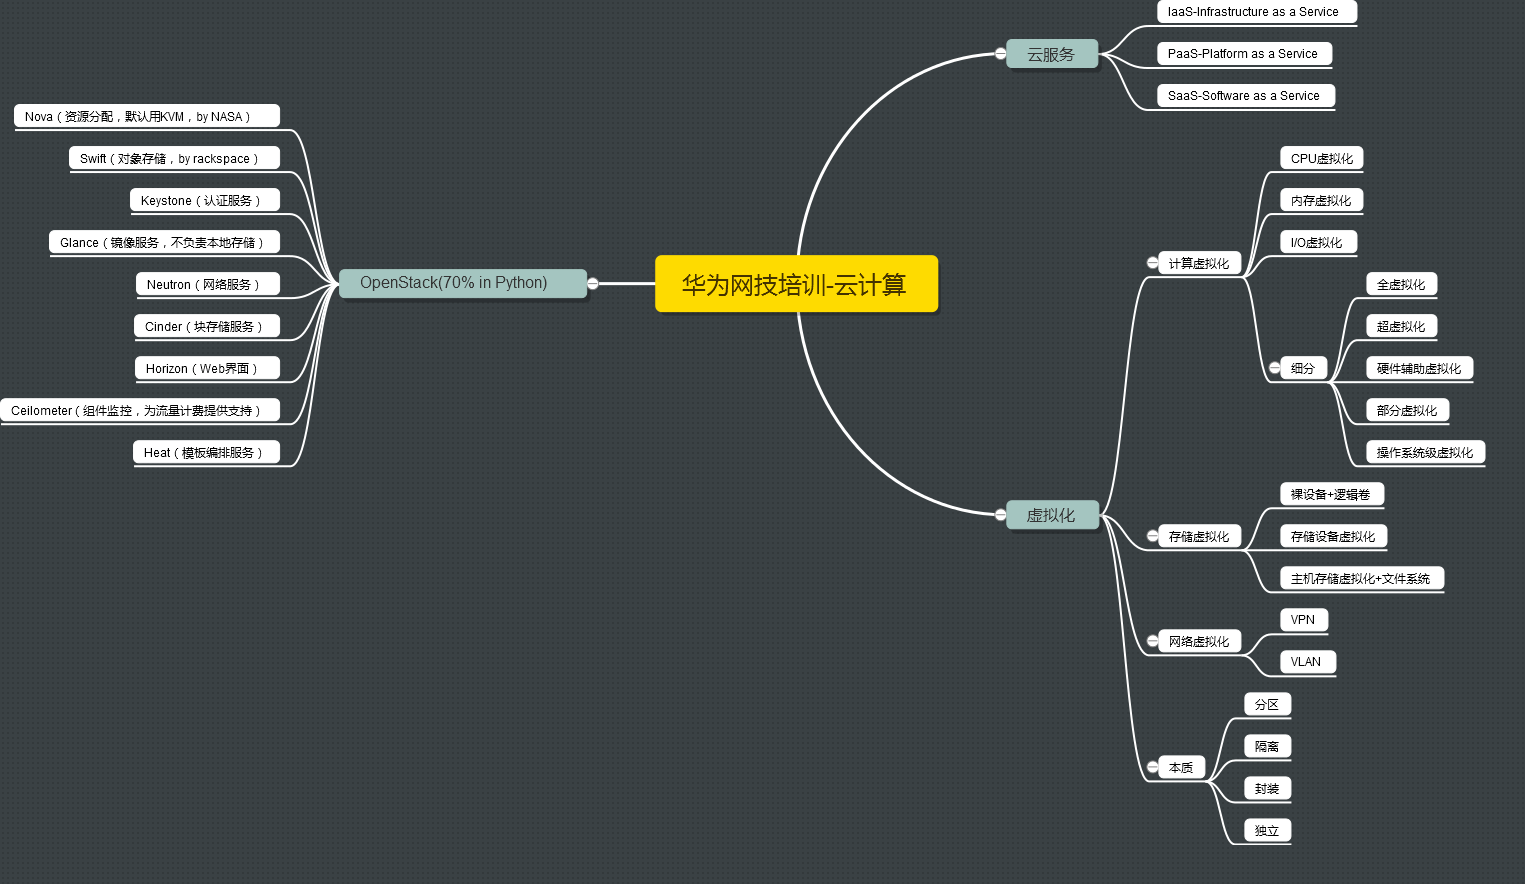 华为网技培训-云计算
云服务
IaaS-Infrastructure as a Service
PaaS-Platform as a Service
SaaS-Software as a Service
虚拟化
计算虚拟化
CPU虚拟化
内存虚拟化
I/O虚拟化
细分
全虚拟化
超虚拟化
硬件辅助虚拟化
部分虚拟化
操作系统级虚拟化
存储虚拟化
裸设备+逻辑卷
存储设备虚拟化
主机存储虚拟化+文件系统
网络虚拟化
VPN
VLAN
本质
分区
隔离
封装
独立
OpenStack(70% in Python)
Nova（资源分配，默认用KVM，by NASA）
Swift（对象存储，by rackspace）
Keystone（认证服务）
Glance（镜像服务，不负责本地存储）
Neutron（网络服务）
Cinder（块存储服务）
Horizon（Web界面）
Ceilometer（组件监控，为流量计费提供支持）
Heat（模板编排服务）